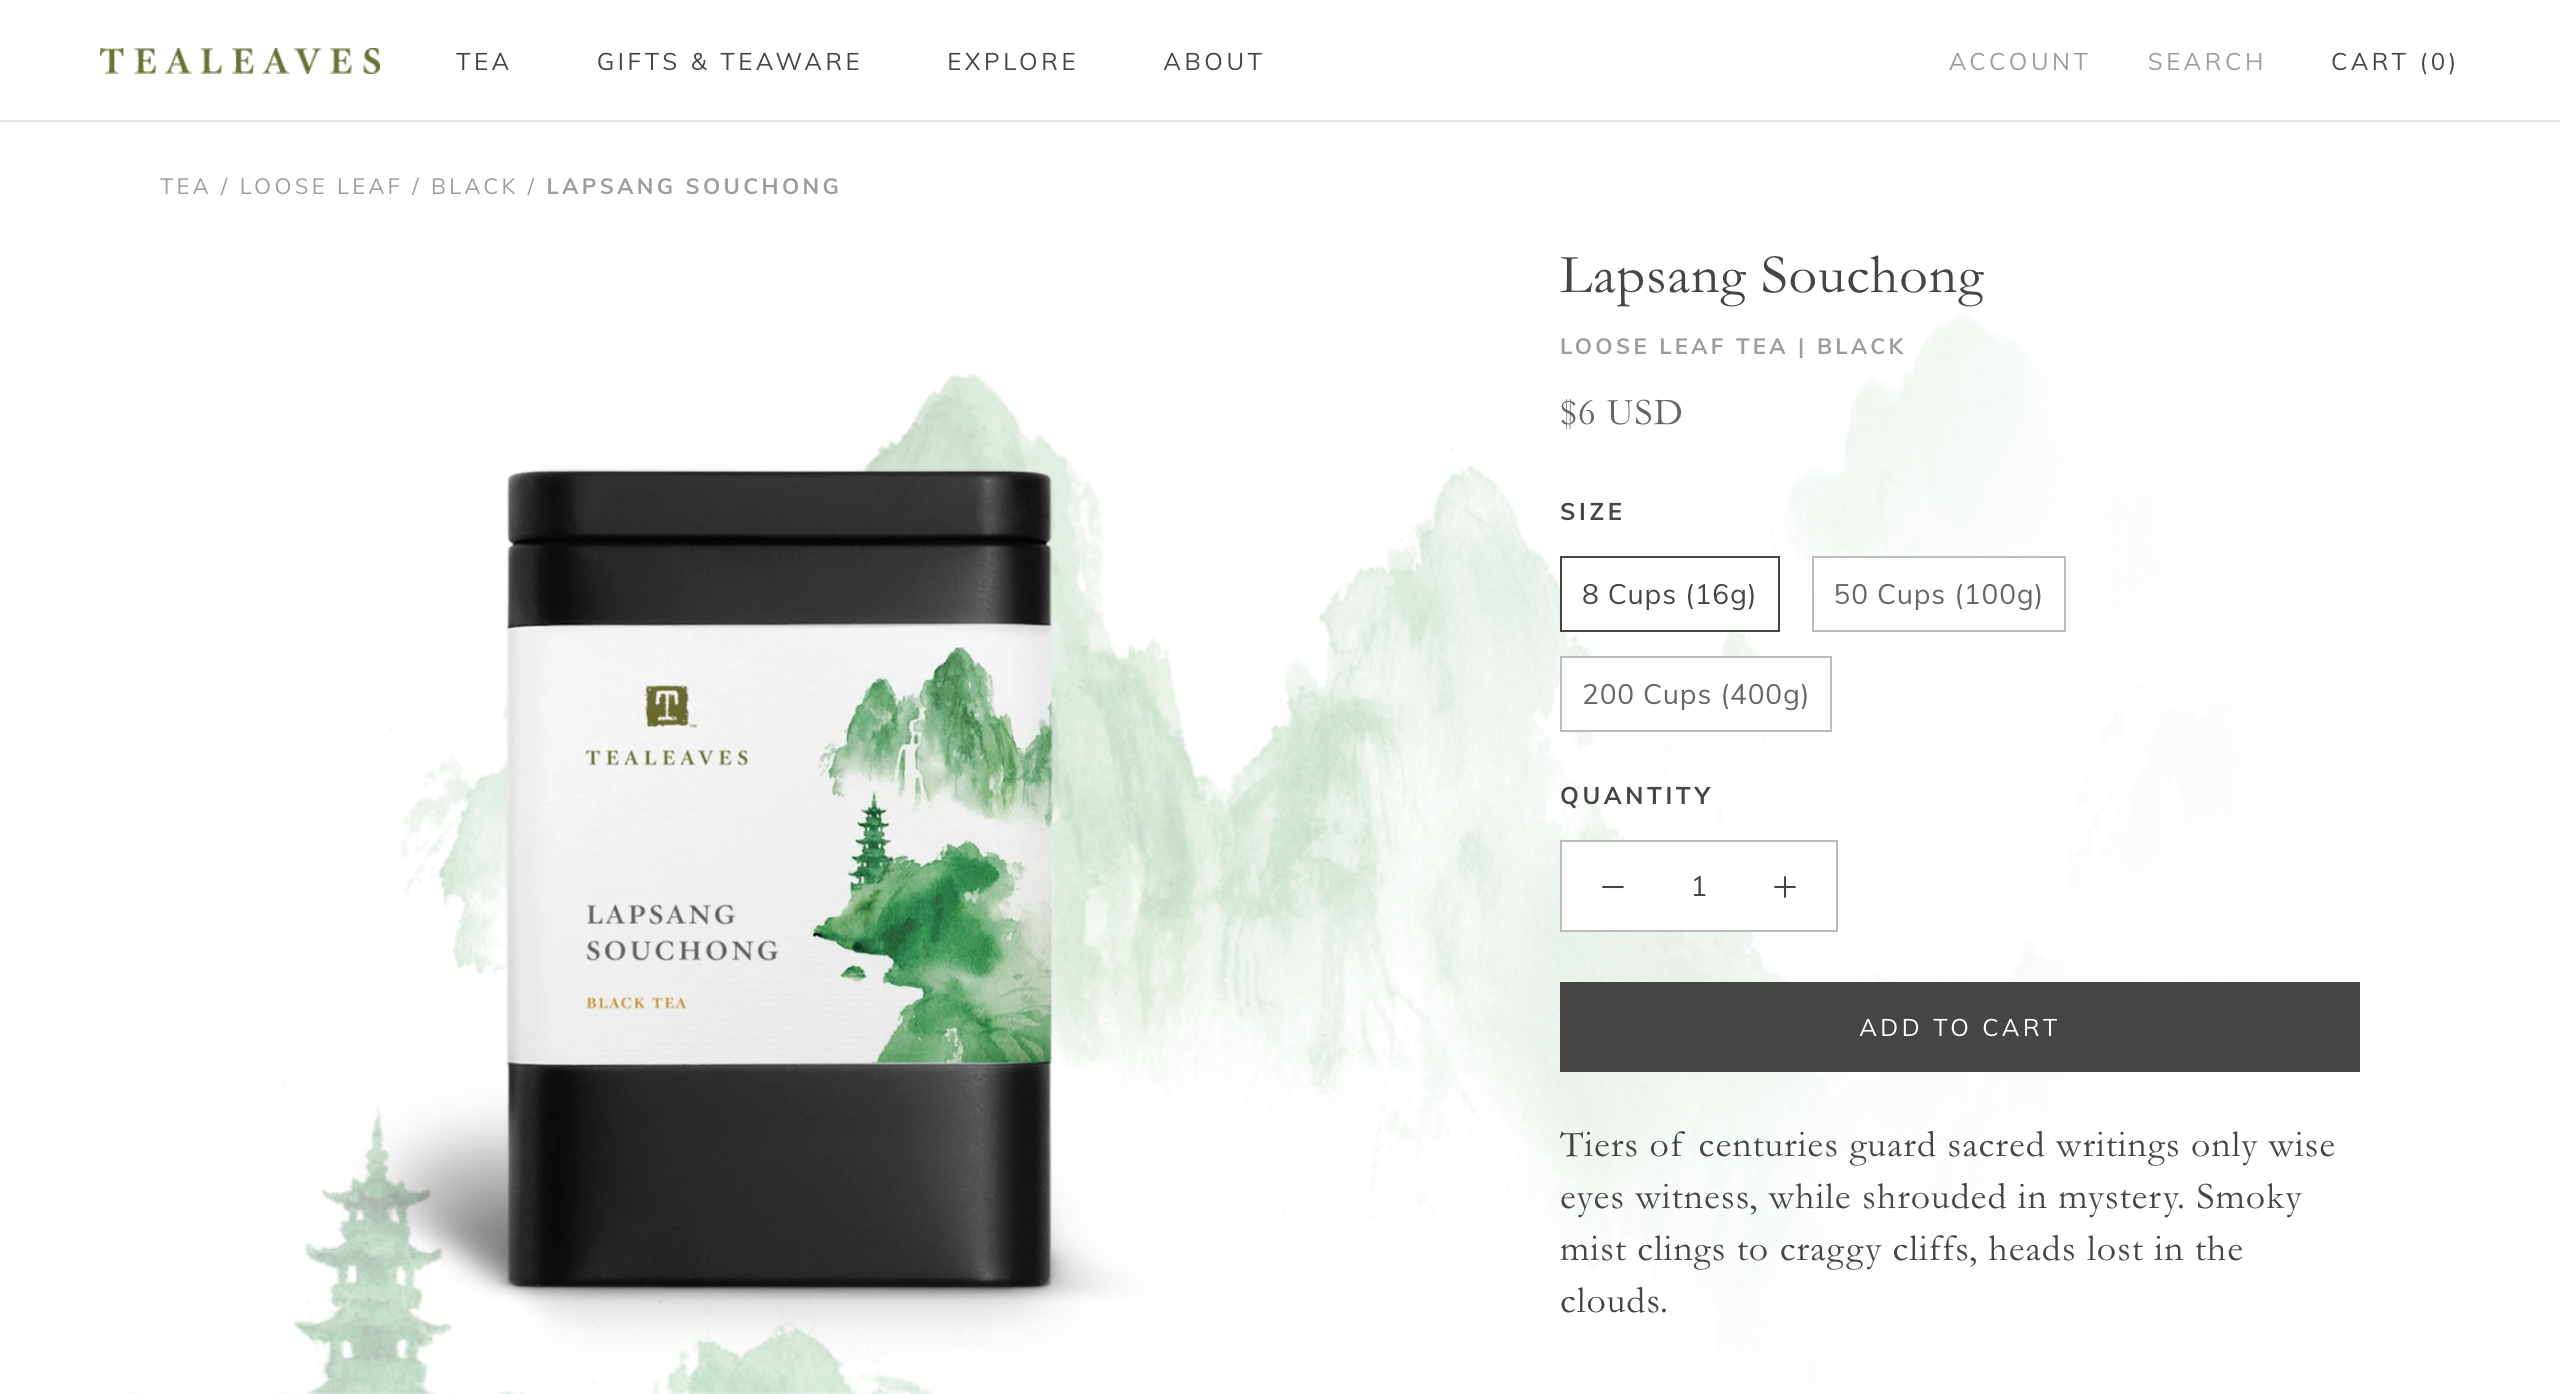 TEALEAVES
TEA
GIFTS & TEAWARE
EXPLORE
ABOUT
ACCOUNT
SEARCH
CART (0)
TEA / LOOSE LEAF / BLACK / LAPSANG SOUCHONG
T
TEALEAVES
LAPSANG
SOUCHONG
BLACK TEA
Lapsang Souchong
LOOSE LEAF TEA | BLACK
$6 USD
SIZE
8 Cups (16g)
50 Cups (100g)
200 Cups (400g)
QUANTITY
— 1 +
ADD TO CART
Tiers of centuries guard sacred writings only wise
eyes witness, while shrouded in mystery. Smoky
mist clings to craggy cliffs, heads lost in the
clouds.